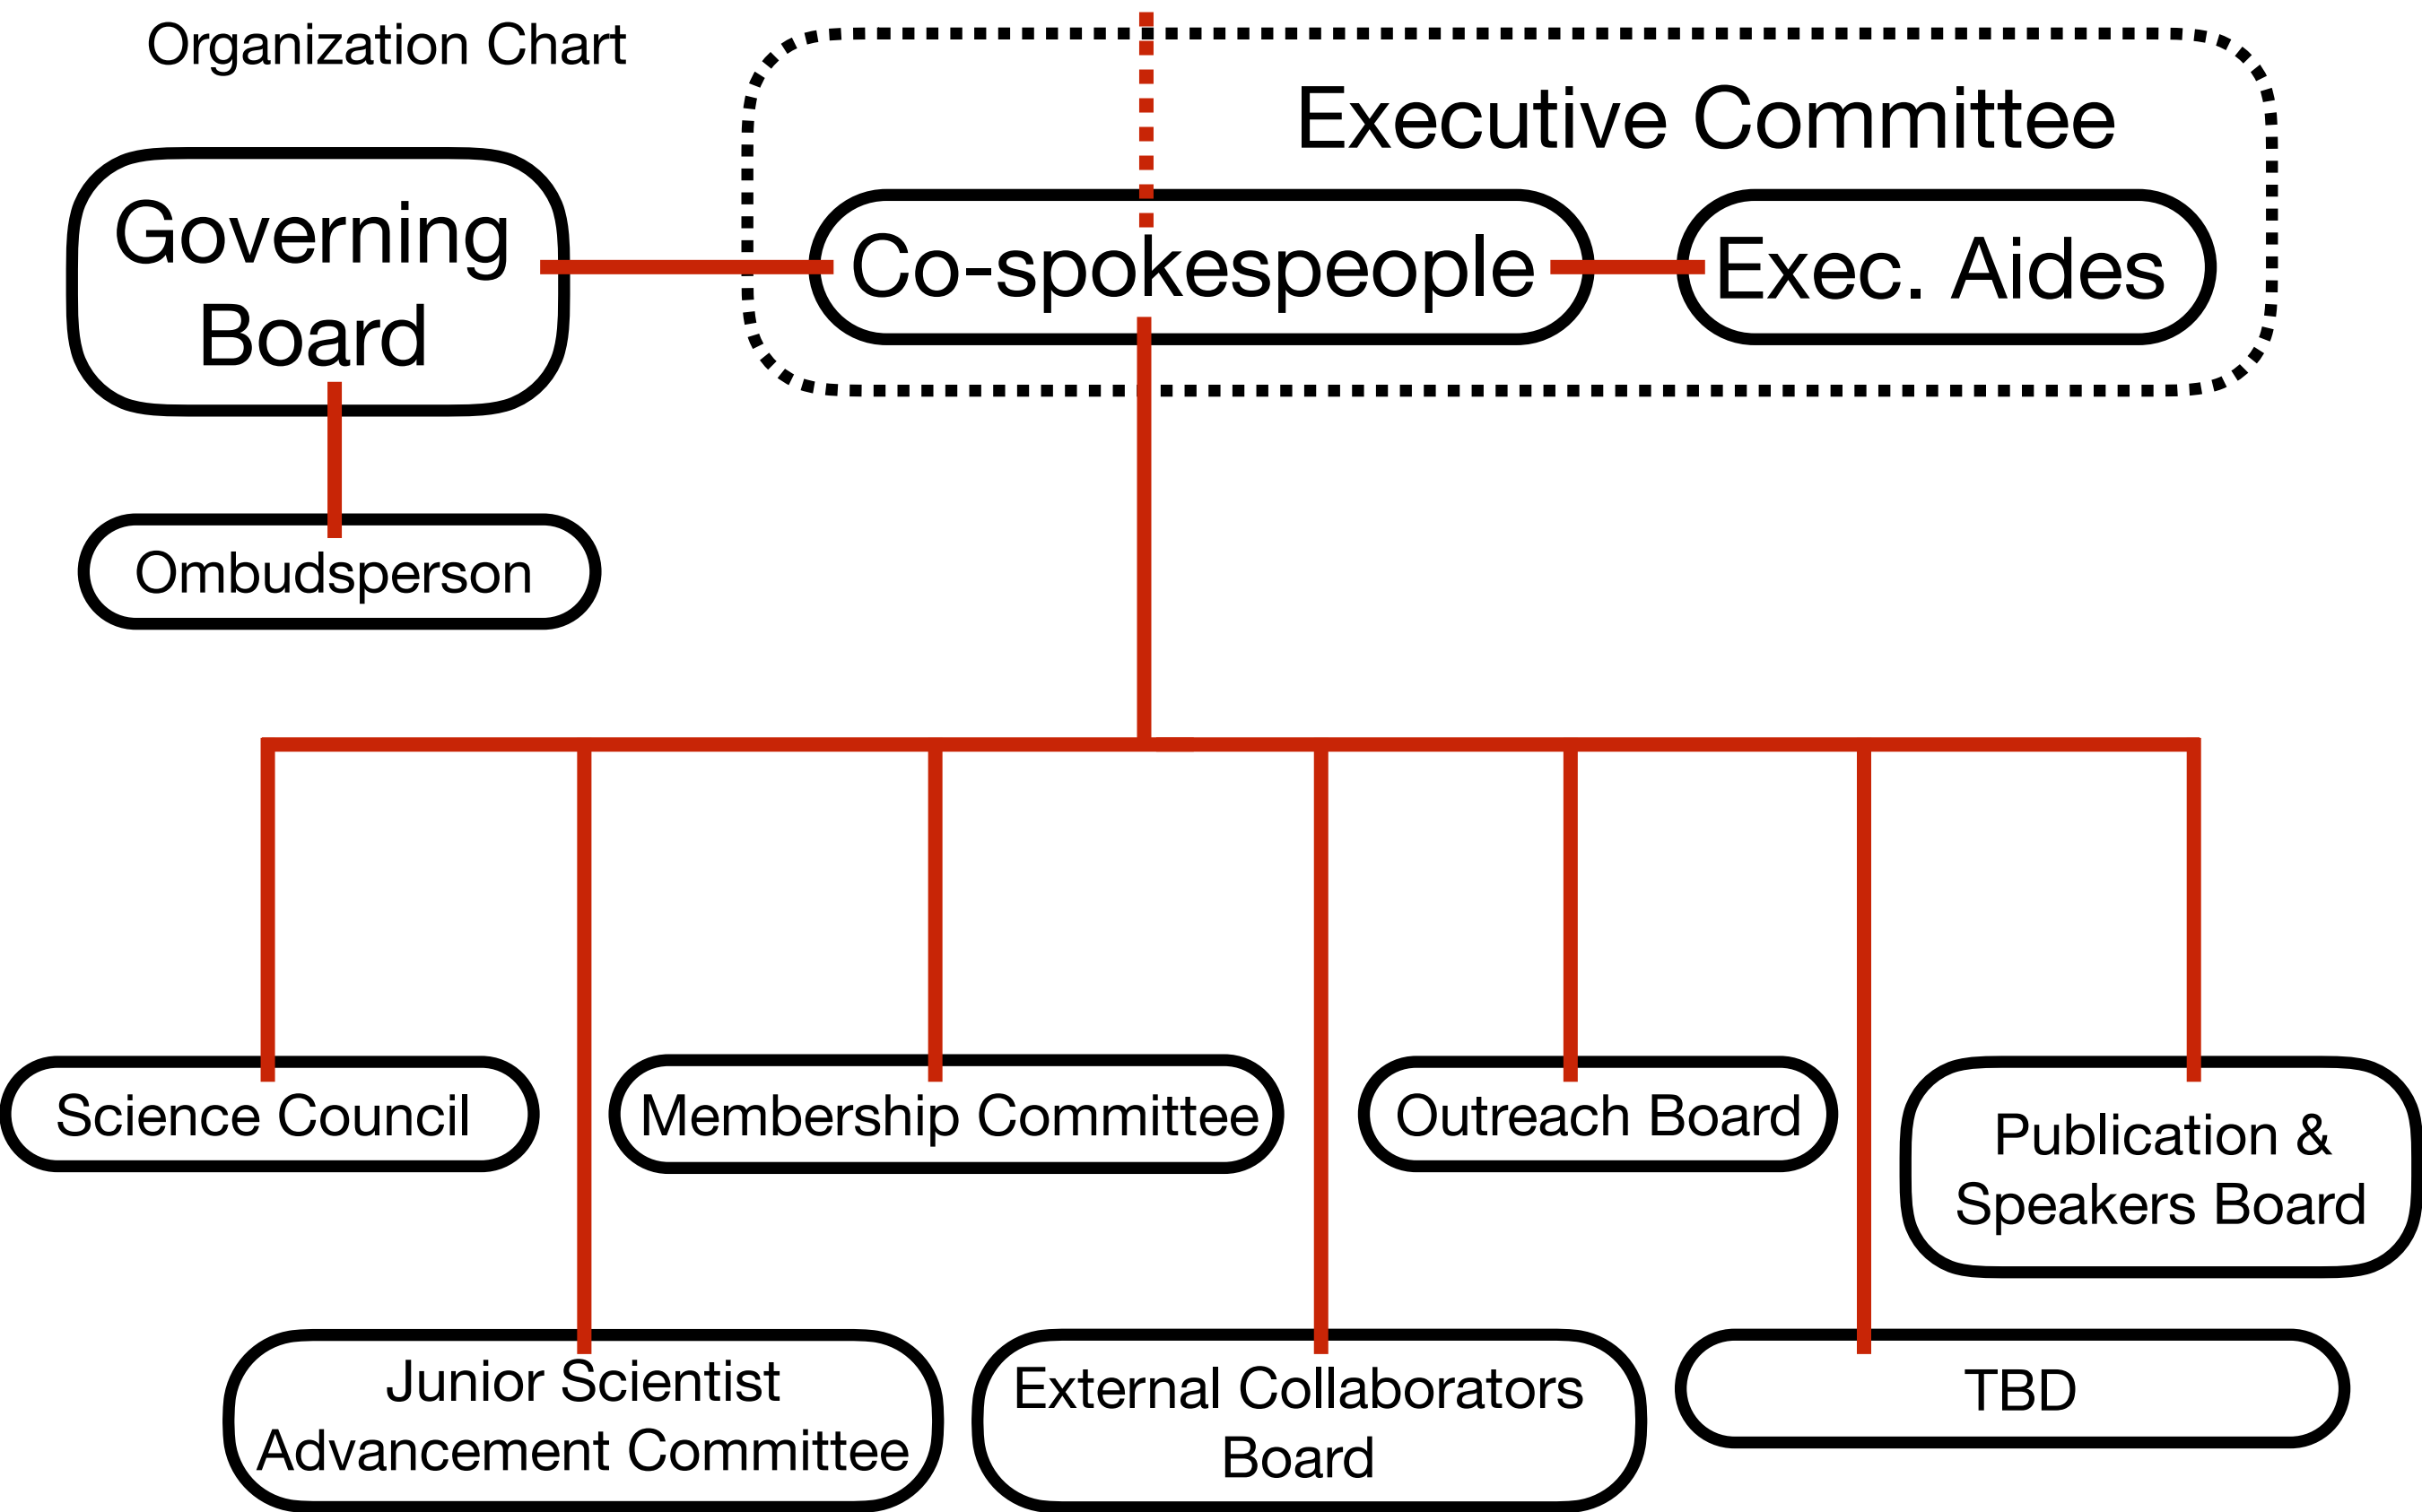 Organization Chart
Executive Committee
Governing
Board
Co-spokespeople
Exec. Aides
Ombudsperson
Science Council
Membership Committee
Outreach Board
Publication &
Speakers Board
Junior Scientist
Advancement Committee
External Collaborators
Board
TBD